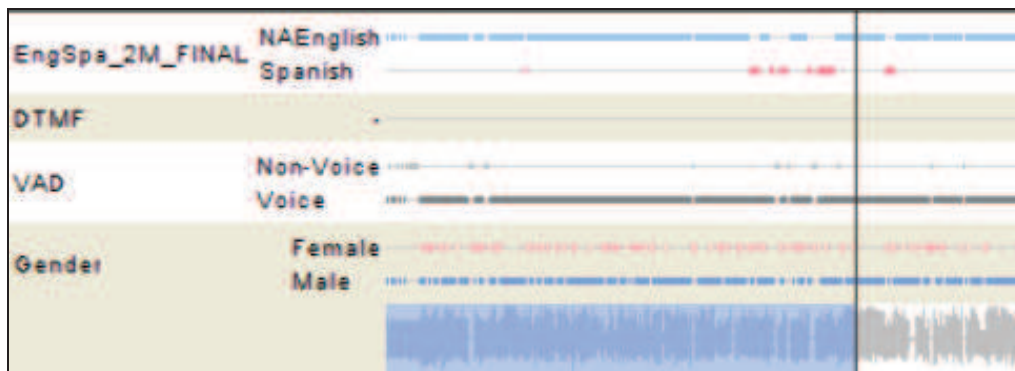 EngSpa_2M_FINAL
NAEnglish
Spanish
DTMF
-
VAD
Non-Voice
Voice
Gender
Female
Male